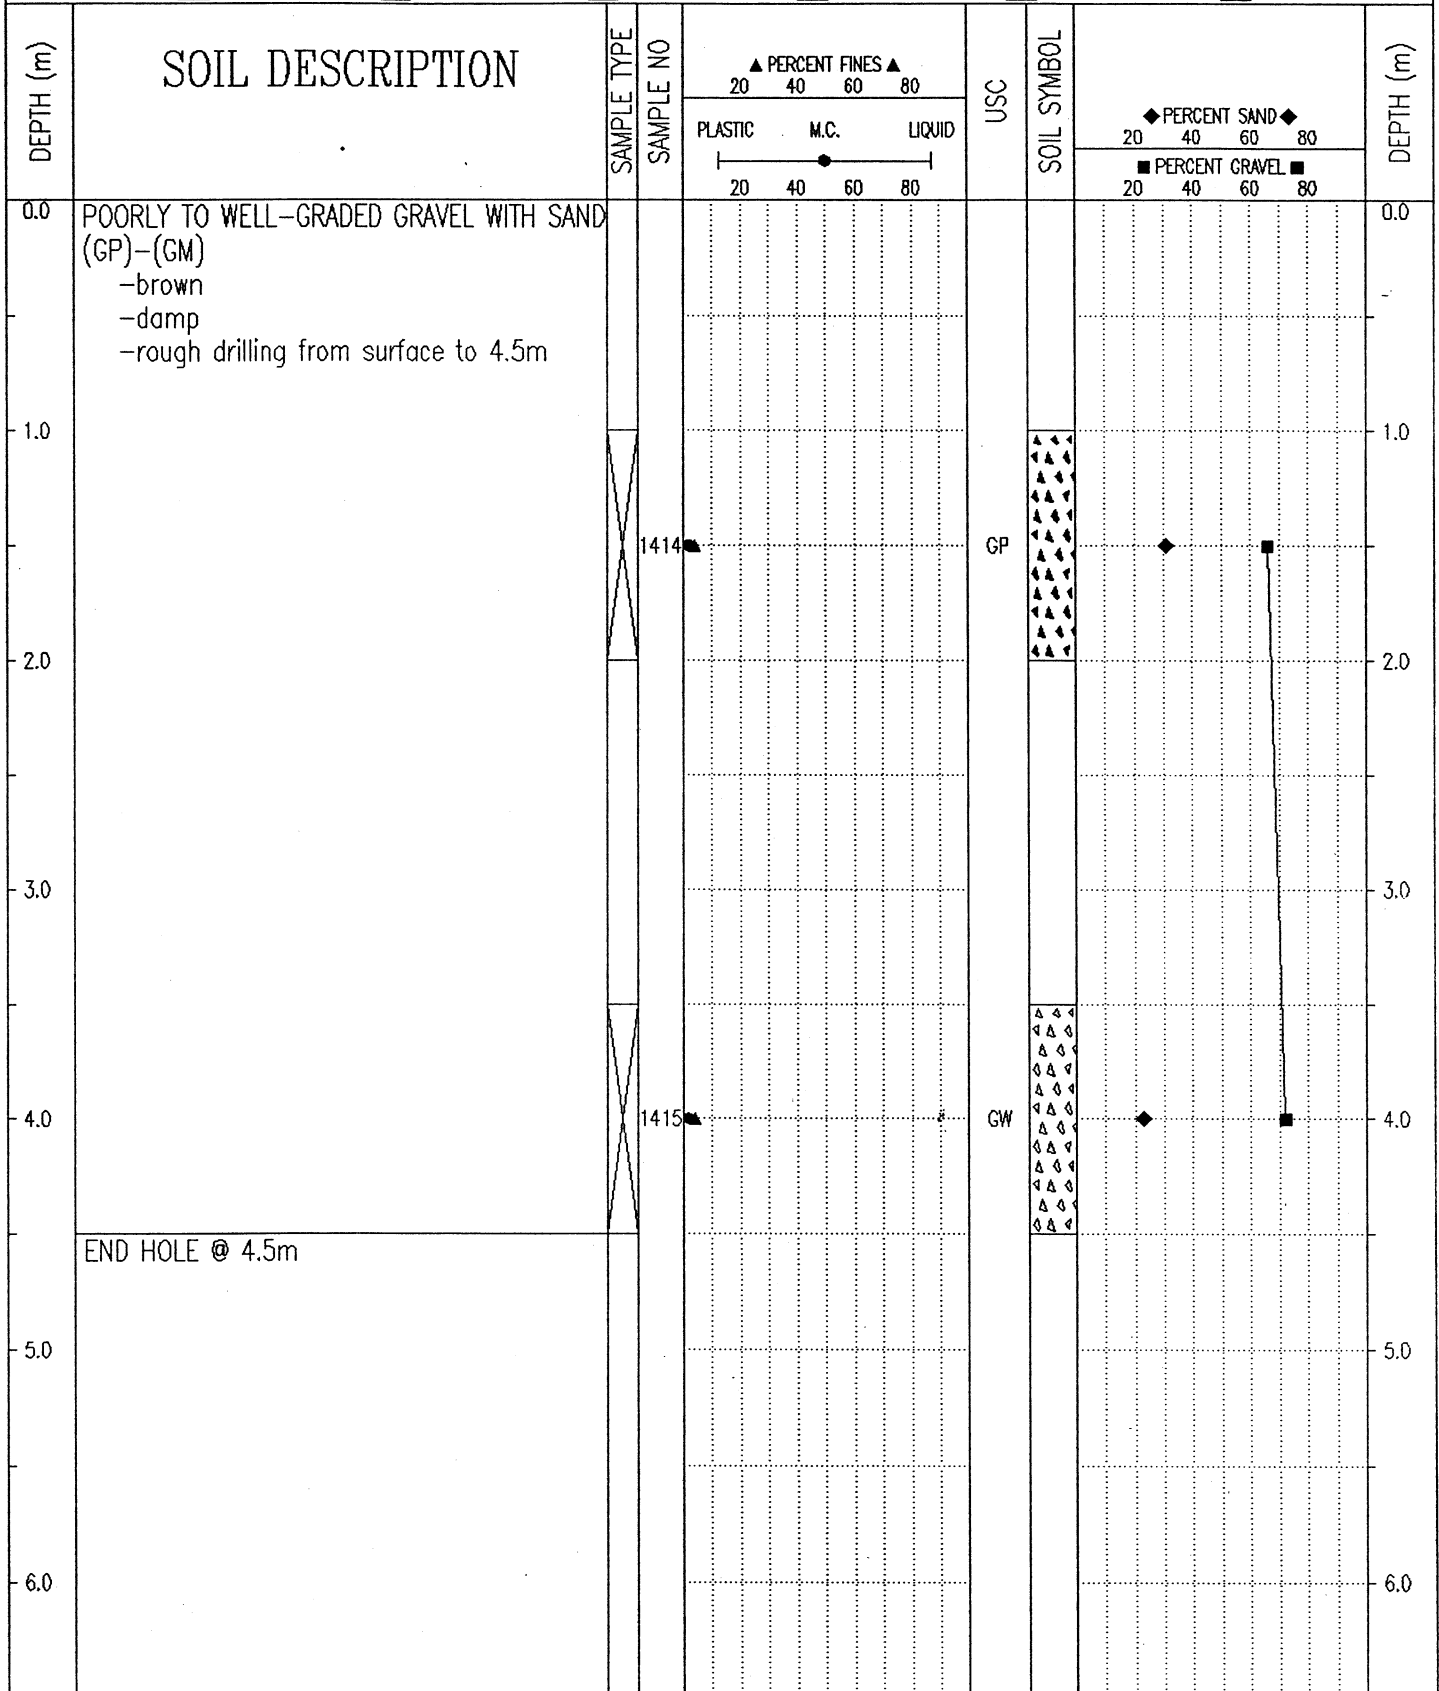 DEPTH (m)
SOIL DESCRIPTION
SAMPLE TYPE
SAMPLE NO
▲ PERCENT FINES ▲
20 40 60 80
PLASTIC M.C. LIQUID
20 40 60 80
USC
SOIL SYMBOL
◆PERCENT SAND◆
20 40 60 80
■ PERCENT GRAVEL ■
20 40 60 80
DEPTH (m)
0.0 POORLY TO WELL-GRADED GRAVEL WITH SAND 0.0
(GP)-(GM)
-brown
-damp
-rough drilling from surface to 4.5m
1.0 1.0
1414 GP
2.0 2.0
3.0 3.0
4.0 1415 GW 4.0
END HOLE @ 4.5m
5.0 5.0
6.0 6.0